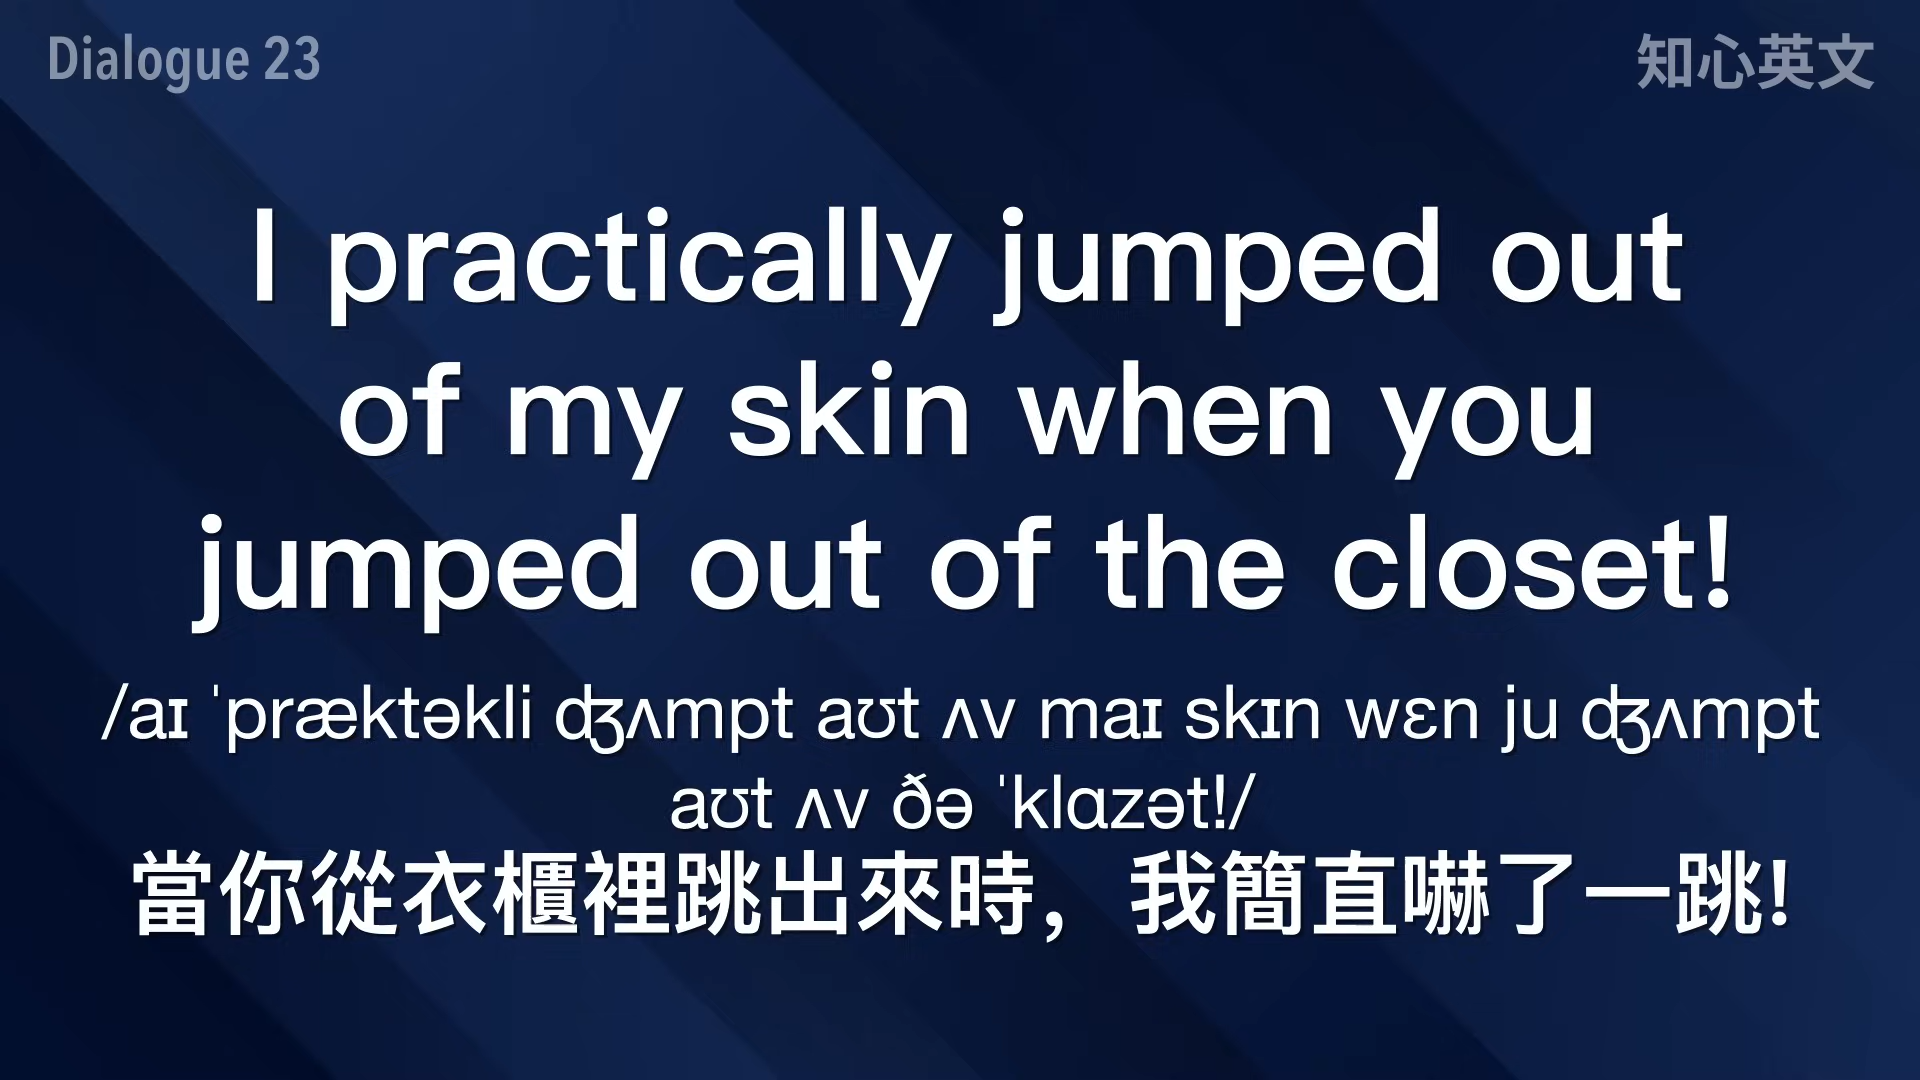 Dialogue 23
知心英文
I practically jumped out
of my skin when you
jumped out of the closet!
/aɪ ˈpræktəkli ʤʌmpt aʊt ʌv maɪ skɪn wɛn ju ʤʌmpt
aʊt ʌv ðə ˈklɑzət!/
當你從衣櫃裡跳出來時，我簡直嚇了一跳!